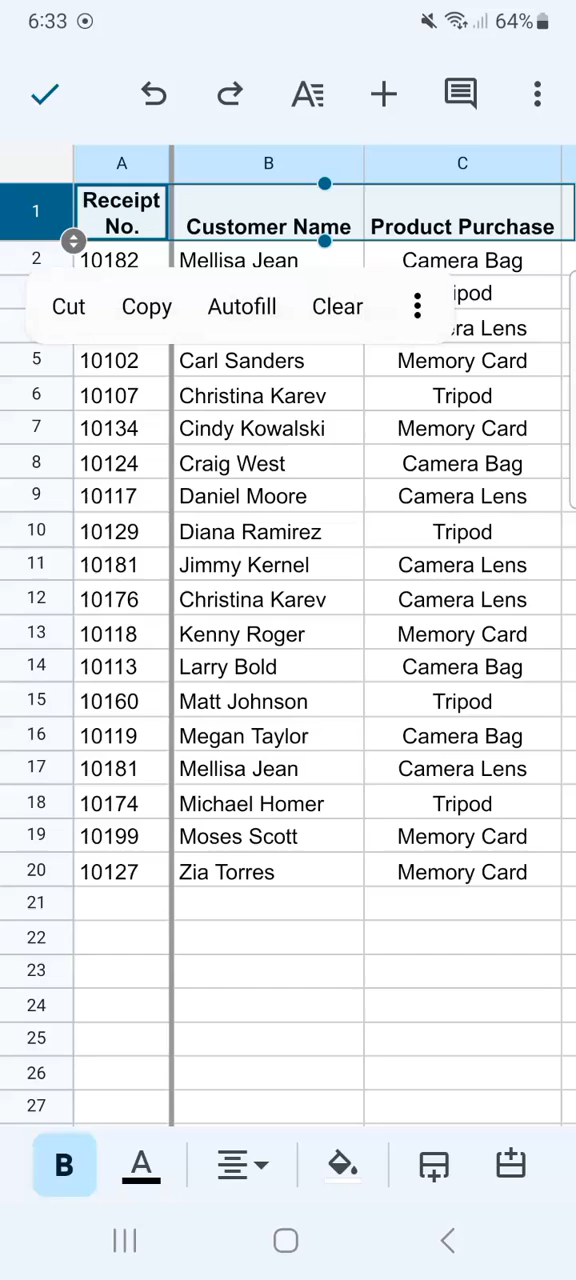 6:33 64%
A B C
1 Receipt No. Customer Name Product Purchase
2 10182 Mellisa Jean Camera Bag
ipod
Cut Copy Autofill Clear
ra Lens
5 10102 Carl Sanders Memory Card
6 10107 Christina Karev Tripod
7 10134 Cindy Kowalski Memory Card
8 10124 Craig West Camera Bag
9 10117 Daniel Moore Camera Lens
10 10129 Diana Ramirez Tripod
11 10181 Jimmy Kernel Camera Lens
12 10176 Christina Karev Camera Lens
13 10118 Kenny Roger Memory Card
14 10113 Larry Bold Camera Bag
15 10160 Matt Johnson Tripod
16 10119 Megan Taylor Camera Bag
17 10181 Mellisa Jean Camera Lens
18 10174 Michael Homer Tripod
19 10199 Moses Scott Memory Card
20 10127 Zia Torres Memory Card
21
22
23
24
25
26
27
B A